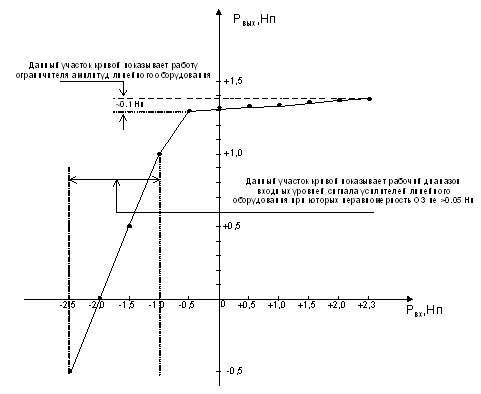 Рвых,Нп
Данный участок кривой показывает работу
ограничителя амплитуд линейного оборудования
+1,5
~0.1 Нп
+1,0
Данный участок кривой показывает рабочий диапазон
входных уровней сигнала усилителей линейного
оборудования при которых неравномерность ОЗ не >0.05 Нп
+0,5
-2,5 -2,0 -1,5 -1,0 -0,5 0 +0,5 +1,0 +1,5 +2,0 +2,3
Рвх,Нп
-0,5